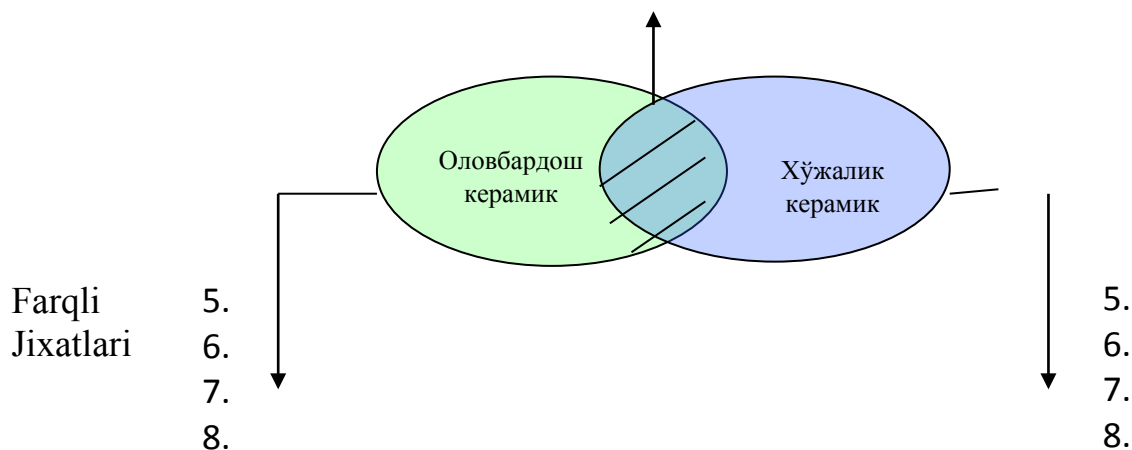 Оловбардош
керамик
Хўжалик
керамик
Farqli
Jixatlari
5.
6.
7.
8.
5.
6.
7.
8.